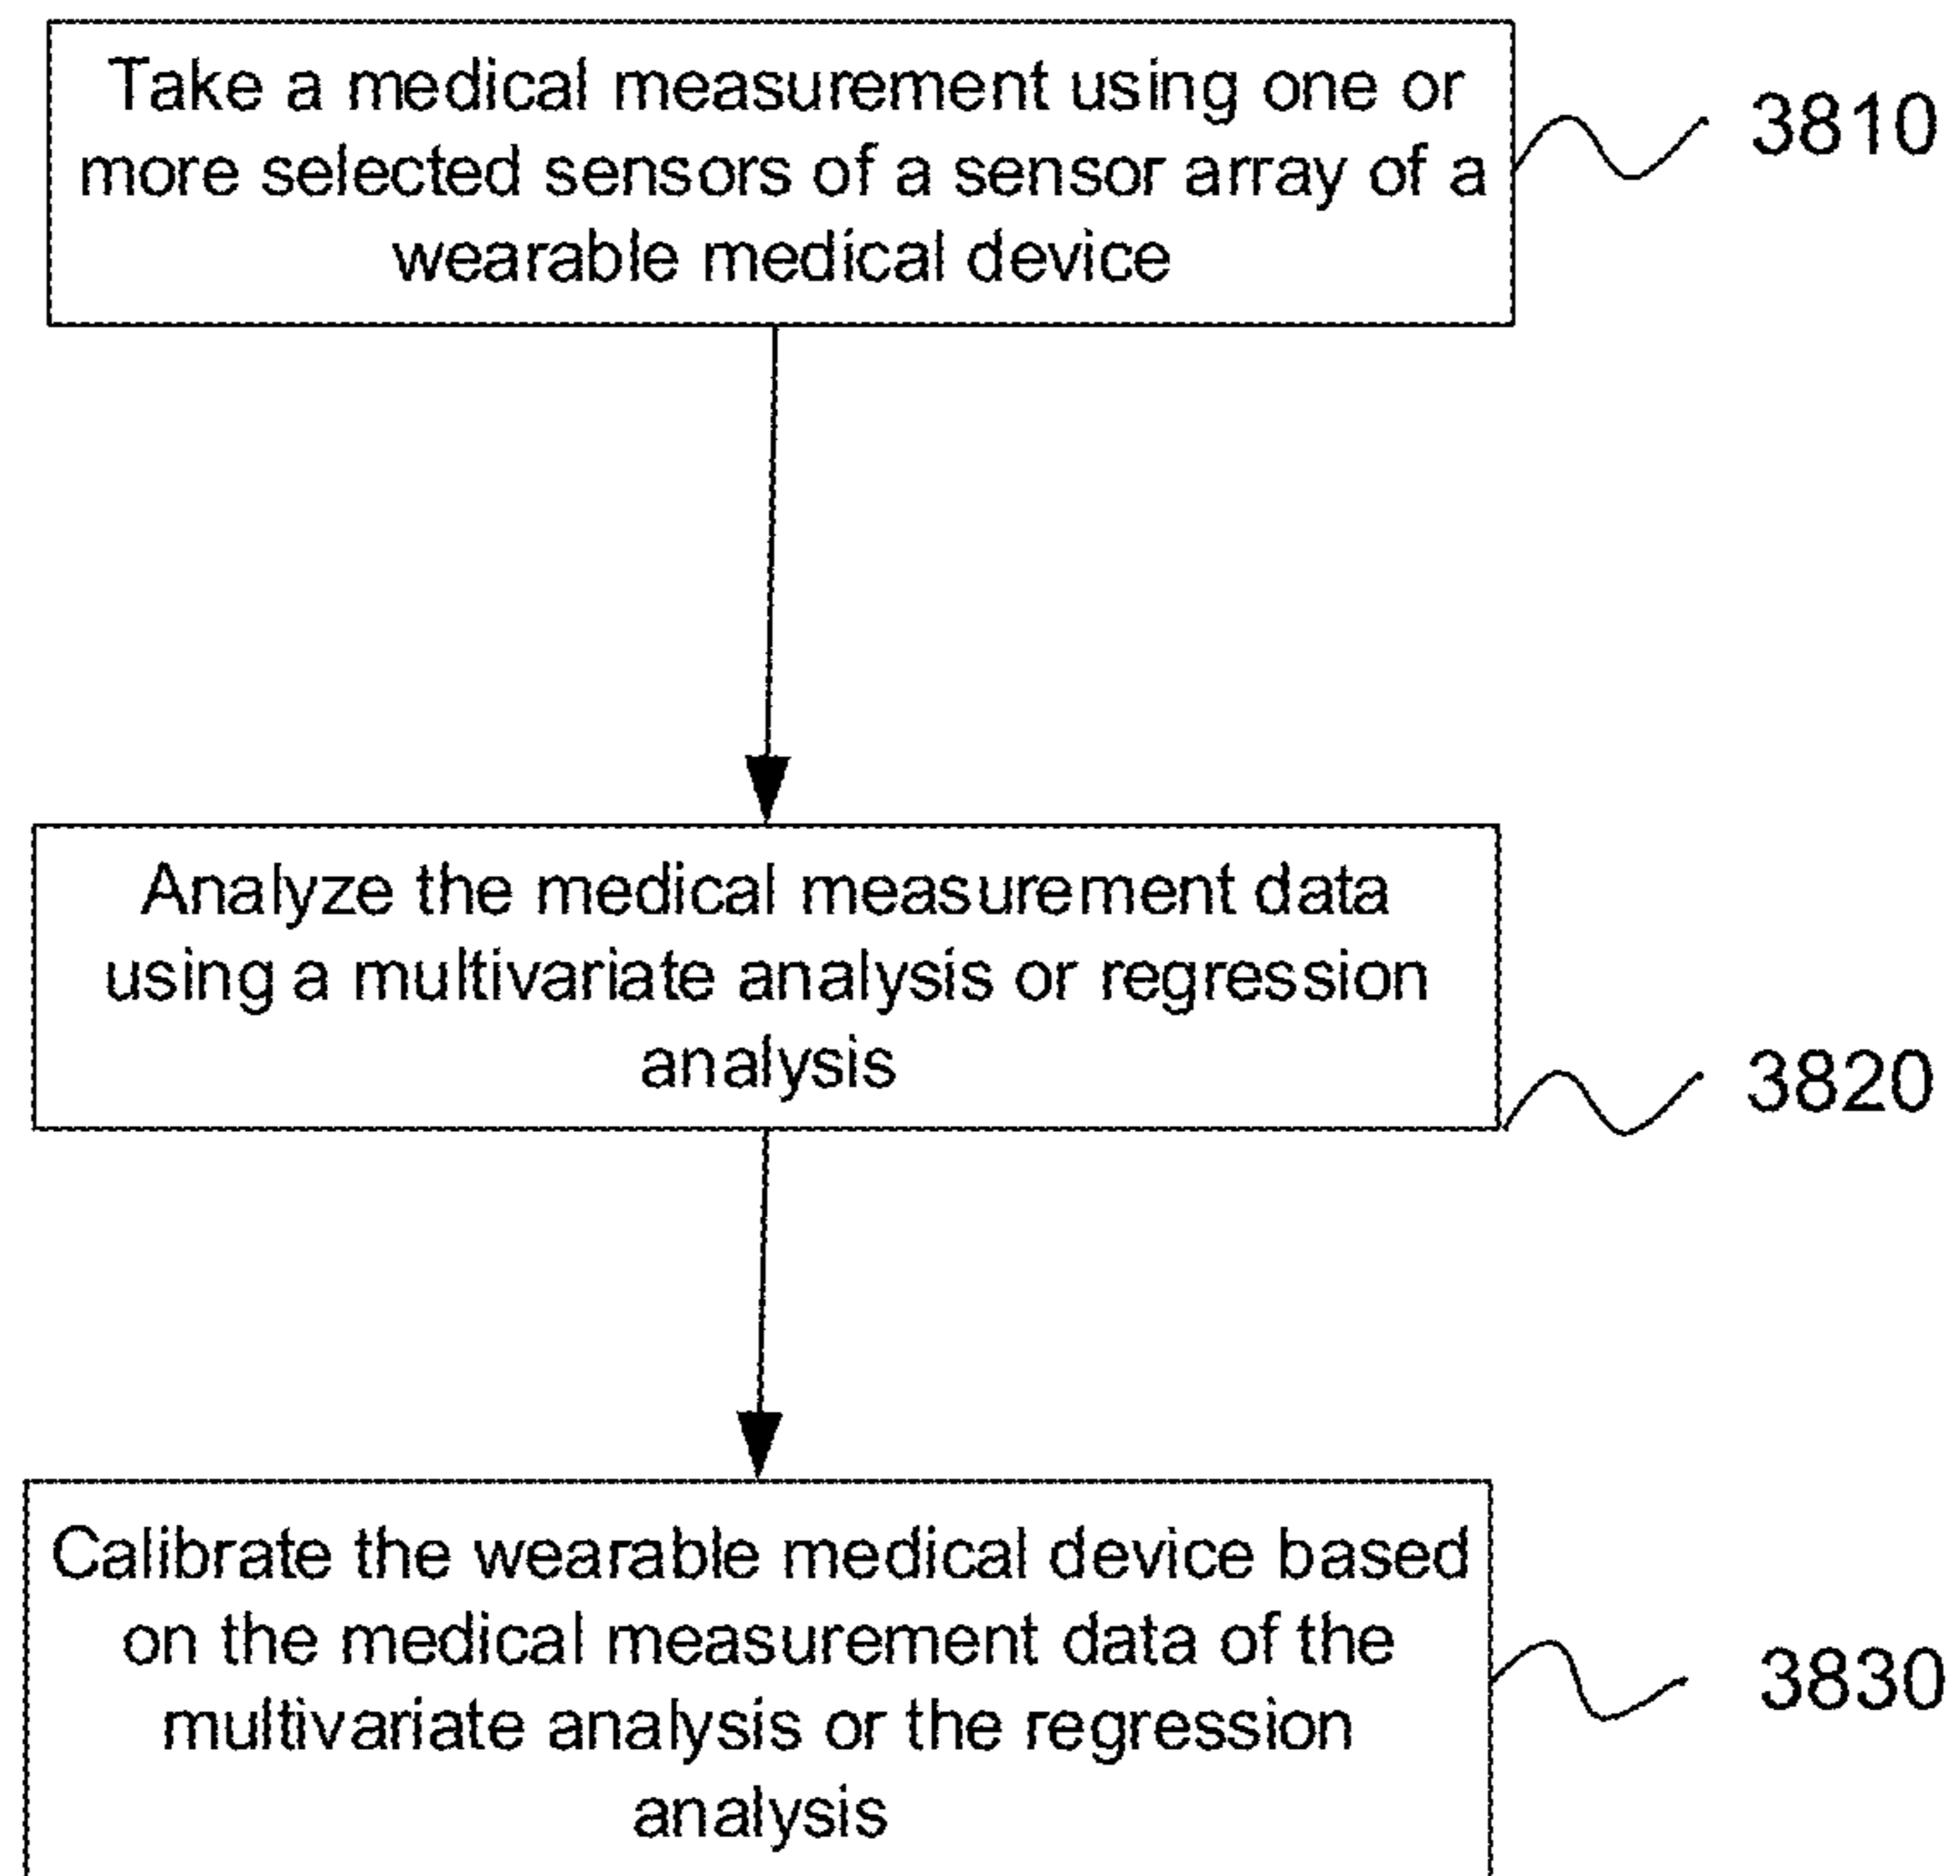 Take a medical measurement using one or
more selected sensors of a sensor array of a
wearable medical device
3810
Analyze the medical measurement data
using a multivariate analysis or regression
analysis
3820
Calibrate the wearable medical device based
on the medical measurement data of the
multivariate analysis or the regression
analysis
3830